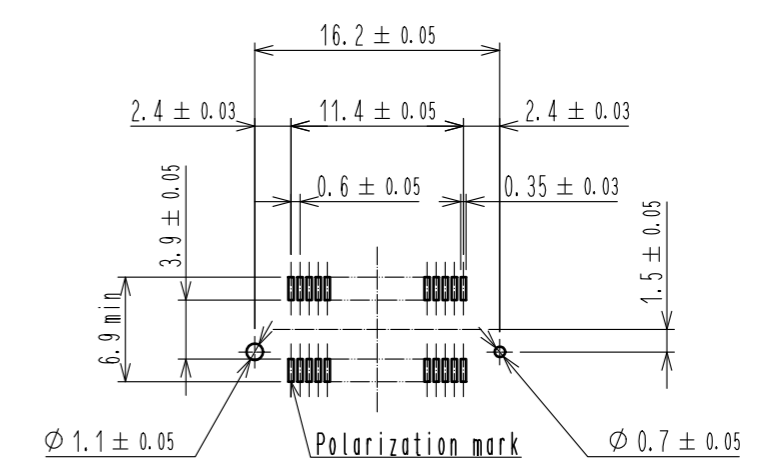 16.2 ± 0.05
2.4 ± 0.03
11.4 ± 0.05
2.4 ± 0.03
0.6 ± 0.05
0.35 ± 0.03
3.9 ± 0.05
1.5 ± 0.05
6.9 min
Ø 1.1 ± 0.05
Polarization mark
Ø 0.7 ± 0.05